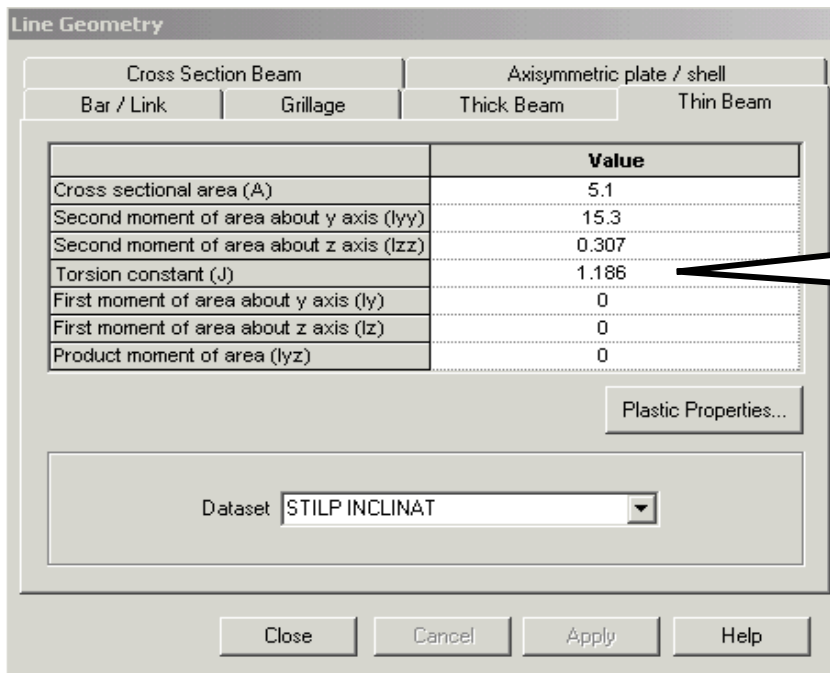 Line Geometry
Cross Section Beam Axisymmetric plate / shell
Bar / Link Grillage Thick Beam Thin Beam
Value
Cross sectional area (A) 5.1
Second moment of area about y axis (Iyy) 15.3
Second moment of area about z axis (Izz) 0.307
Torsion constant (J) 1.186
First moment of area about y axis (Iy) 0
First moment of area about z axis (Iz) 0
Product moment of area (Iyz) 0
Plastic Properties...
Dataset STILP INCLINAT
Close Cancel Apply Help